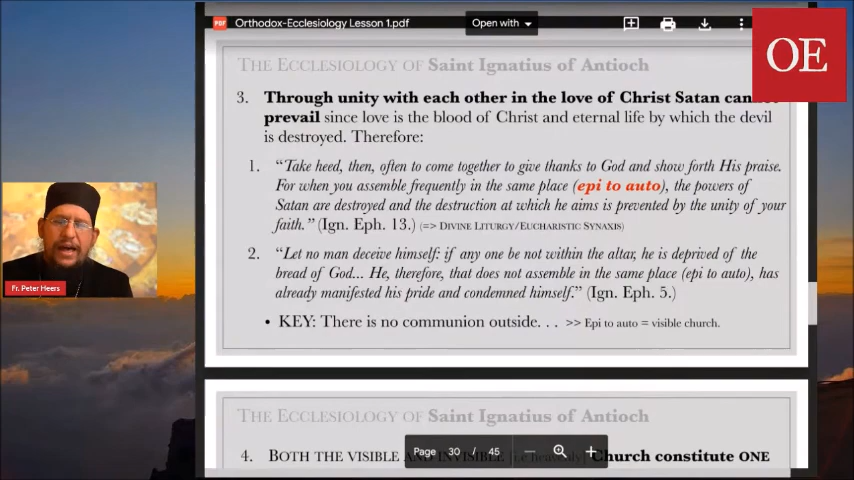 Orthodox-Ecclesiology Lesson 1.pdf
Open with
OE
THE ECCLESIOLOGY OF Saint Ignatius of Antioch
3. Through unity with each other in the love of Christ Satan cannot
prevail since love is the blood of Christ and eternal life by which the devil
is destroyed. Therefore:
1. “Take heed, then, often to come together to give thanks to God and show forth His praise.
For when you assemble frequently in the same place (epi to auto), the powers of
Satan are destroyed and the destruction at which he aims is prevented by the unity of your
faith.” (Ign. Eph. 13.) (=> DIVINE LITURGY/EUCHARISTIC SYNAXIS)
2. “Let no man deceive himself: if any one be not within the altar, he is deprived of the
bread of God... He, therefore, that does not assemble in the same place (epi to auto), has
already manifested his pride and condemned himself.” (Ign. Eph. 5.)
• KEY: There is no communion outside. . . >> Epi to auto = visible church.
Fr. Peter Heers
THE ECCLESIOLOGY OF Saint Ignatius of Antioch
4. BOTH THE VISIBLE AND INVISIBLE [i.e heavenly] Church constitute ONE
Page 30 / 45